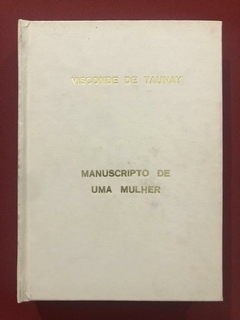 VISCONDE DE TAUNAY
MANUSCRIPTO DE
UMA MULHER